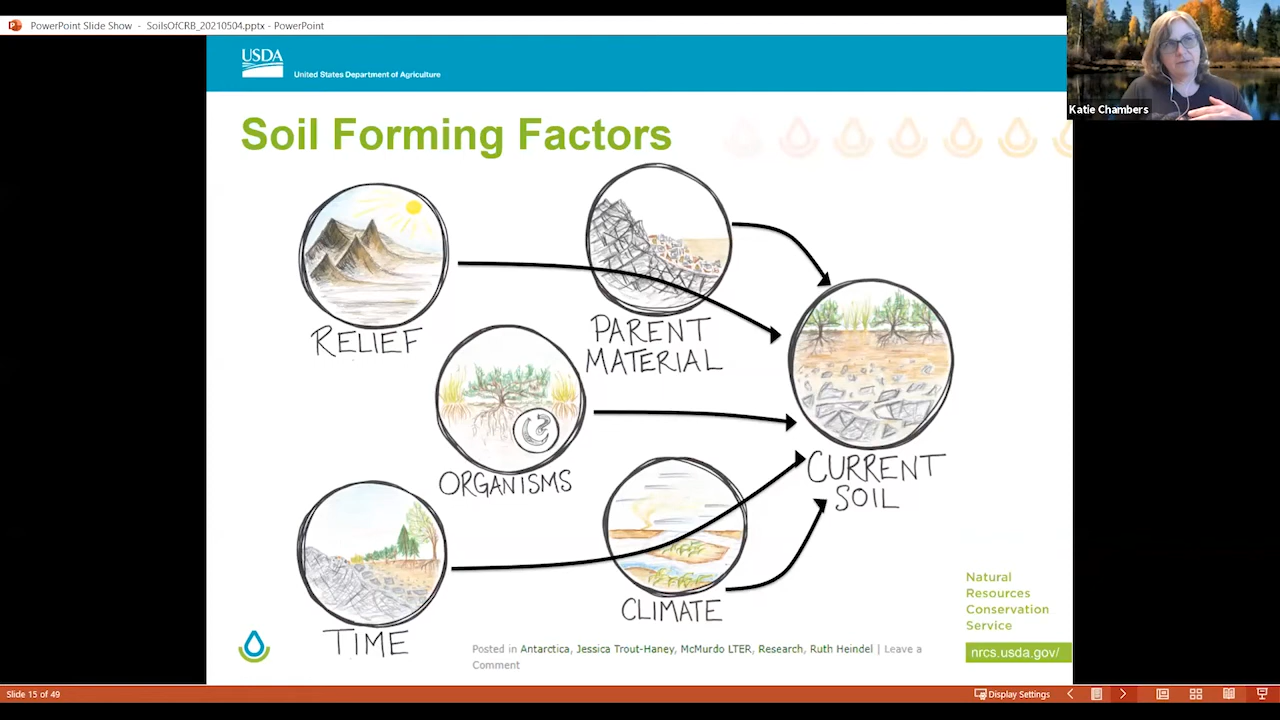 PowerPoint Slide Show - SoilsOfCRB_20210504.pptx - PowerPoint
USDA
United States Department of Agriculture
Katie Chambers
Soil Forming Factors
RELIEF
PARENT
MATERIAL
ORGANISMS
CURRENT
SOIL
TIME
CLIMATE
Natural
Resources
Conservation
Service
nrcs.usda.gov/
Posted in Antarctica, Jessica Trout-Haney, McMurdo LTER, Research, Ruth Heindel | Leave a
Comment
Slide 15 of 49
Display Settings